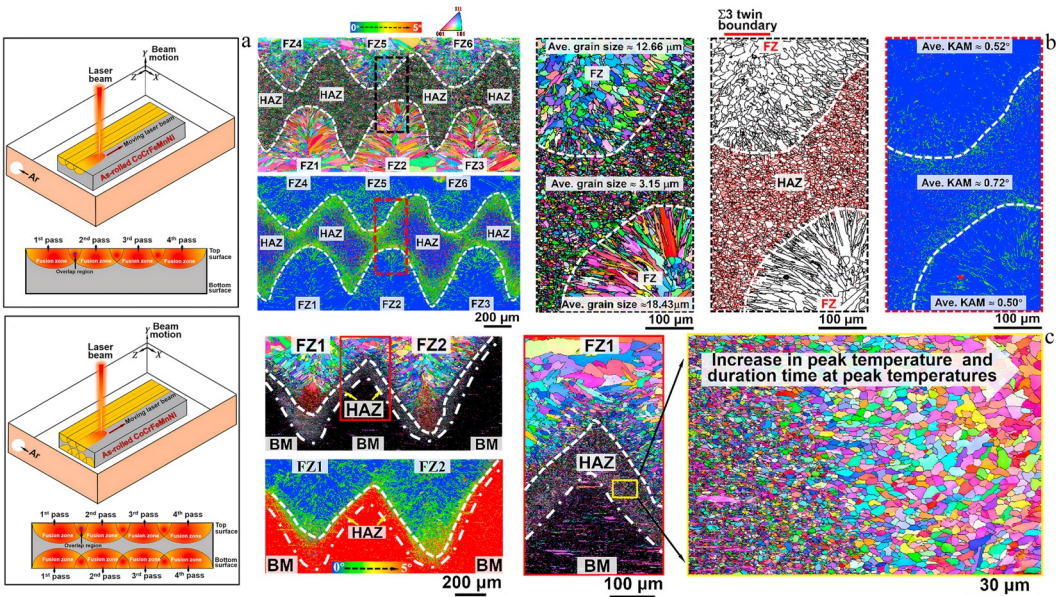 a
Beam
motion
Y
Z
X
Laser
beam
Moving laser beam
As-rolled CoCrFeMnNi
Ar
1st pass 2nd pass 3rd pass 4th pass
Top
surface
Fusion zone Fusion zone Fusion zone Fusion zone
Overlap region
Bottom
surface
Beam
motion
Y
Z
X
Laser
beam
Moving laser beam
As-rolled CoCrFeMnNi
Ar
1st pass 2nd pass 3rd pass 4th pass
Top
surface
Fusion zone Fusion zone Fusion zone Fusion zone
Overlap region
Fusion zone Fusion zone Fusion zone Fusion zone
Bottom
surface
1st pass 2nd pass 3rd pass 4th pass
0° 5°
111
001 101
FZ4 FZ5 FZ6
HAZ HAZ HAZ HAZ
FZ1 FZ2 FZ3
FZ4 FZ5 FZ6
HAZ HAZ HAZ HAZ
FZ1 FZ2 FZ3
200 μm
b
Ave. grain size ≈ 12.66 μm
FZ
HAZ
Ave. grain size ≈ 3.15 μm
FZ
Ave. grain size ≈18.43μm
100 μm
Σ3 twin
boundary
FZ
HAZ
FZ
100 μm
Ave. KAM ≈ 0.52°
Ave. KAM ≈ 0.72°
Ave. KAM ≈ 0.50°
100 μm
c
FZ1 FZ2
HAZ
BM BM BM
FZ1 FZ2
HAZ
BM BM
0° 5°
200 μm
FZ1
HAZ
BM
100 μm
Increase in peak temperature and
duration time at peak temperatures
30 μm